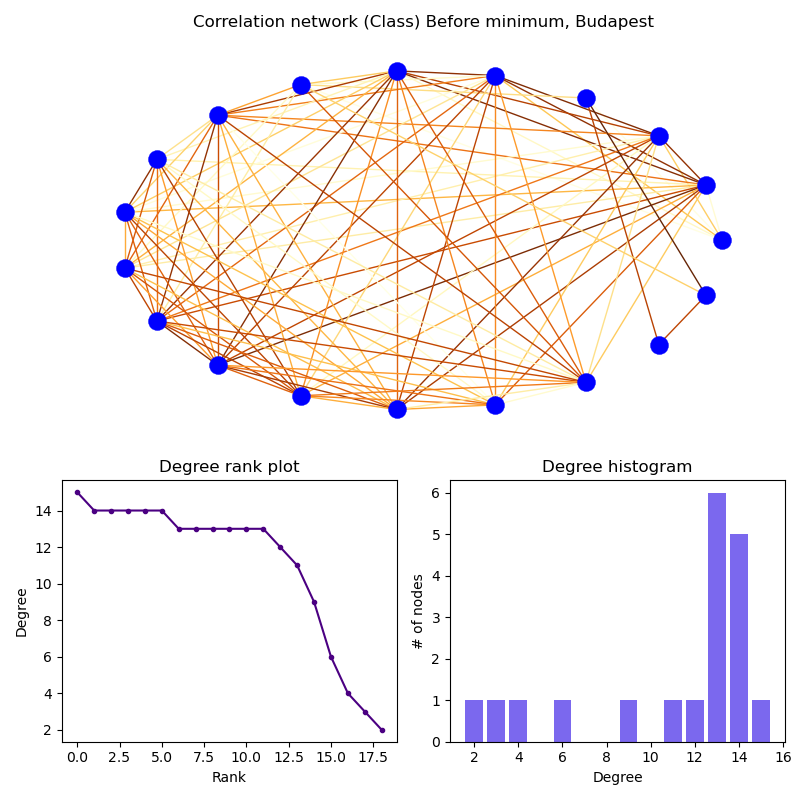 Correlation network (Class) Before minimum, Budapest
Degree rank plot
Degree
14
12
10
8
6
4
2
0.0 2.5 5.0 7.5 10.0 12.5 15.0 17.5
Rank
Degree histogram
# of nodes
6
5
4
3
2
1
0
2 4 6 8 10 12 14 16
Degree